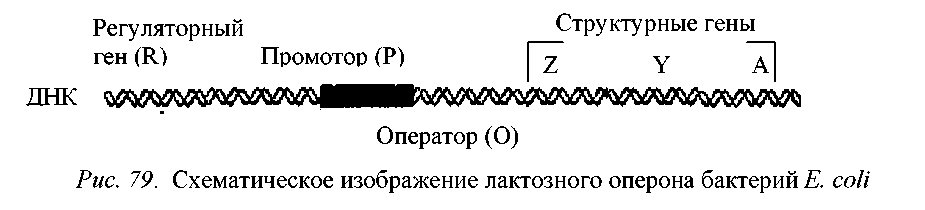 Структурные гены
Регуляторный
ген (R) Промотор (P) Z Y A
ДНК
Оператор (O)
Рис. 79. Схематическое изображение лактозного оперона бактерий E. coli